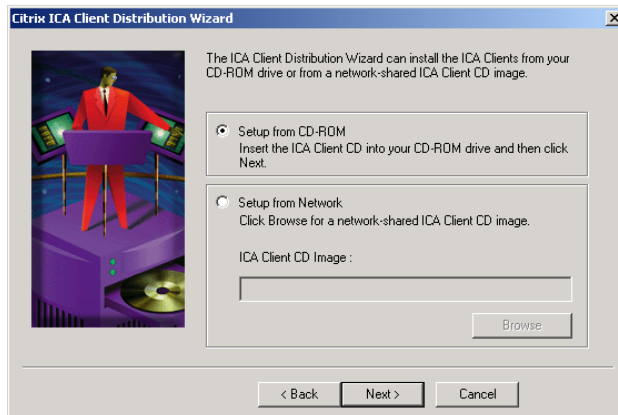 Citrix ICA Client Distribution Wizard
The ICA Client Distribution Wizard can install the ICA Clients from your
CD-ROM drive or from a network-shared ICA Client CD image.
Setup from CD-ROM
Insert the ICA Client CD into your CD-ROM drive and then click
Next.
Setup from Network
Click Browse for a network-shared ICA Client CD image.
ICA Client CD Image :
Browse
< Back
Next >
Cancel